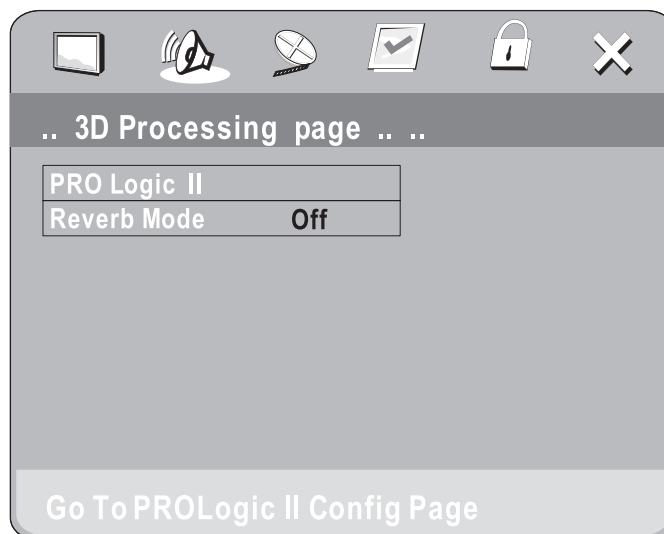 .. 3D Processing page .. ..
PRO Logic II
Reverb Mode Off
Go To PROLogic II Config Page